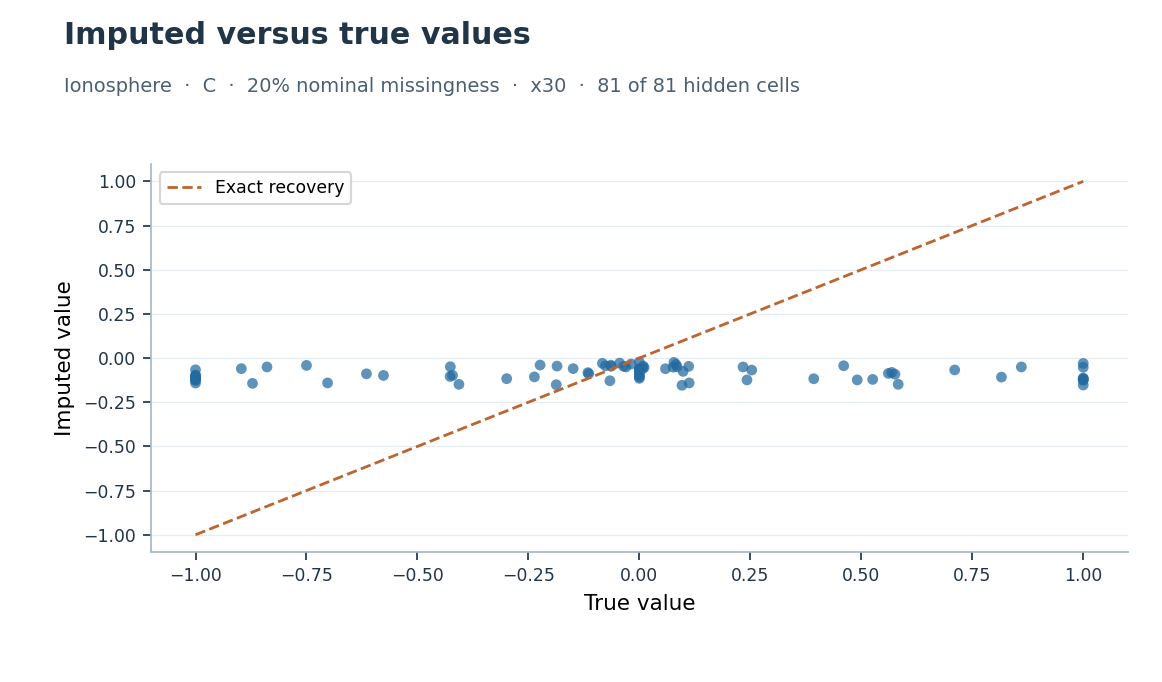 Imputed versus true values
Ionosphere · C · 20% nominal missingness · x30 · 81 of 81 hidden cells
Exact recovery
1.00
0.75
0.50
0.25
0.00
−0.25
−0.50
−0.75
−1.00
Imputed value
−1.00 −0.75 −0.50 −0.25 0.00 0.25 0.50 0.75 1.00
True value